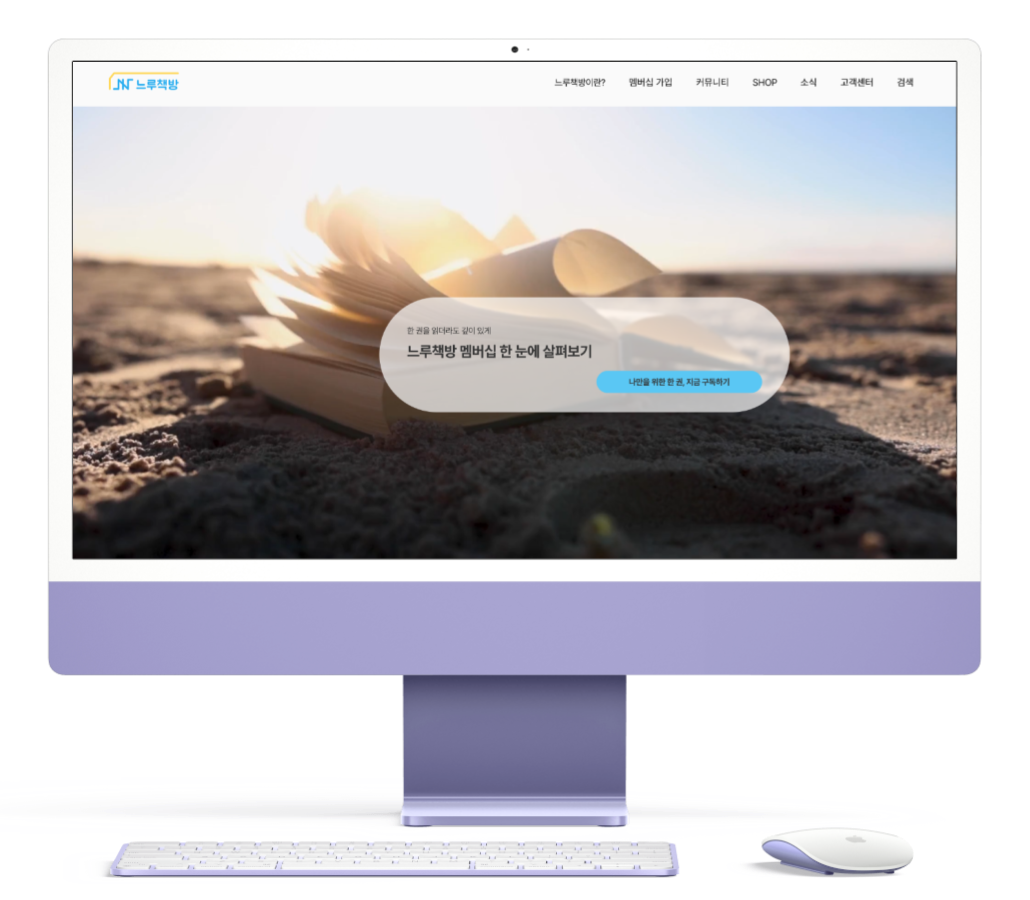 느루책방
느루책방이란? 멤버십 가입 커뮤니티 SHOP 소식 고객센터 검색
한 권을 읽더라도 깊이 있게
느루책방 멤버십 한 눈에 살펴보기
나만을 위한 한 권, 지금 구독하기